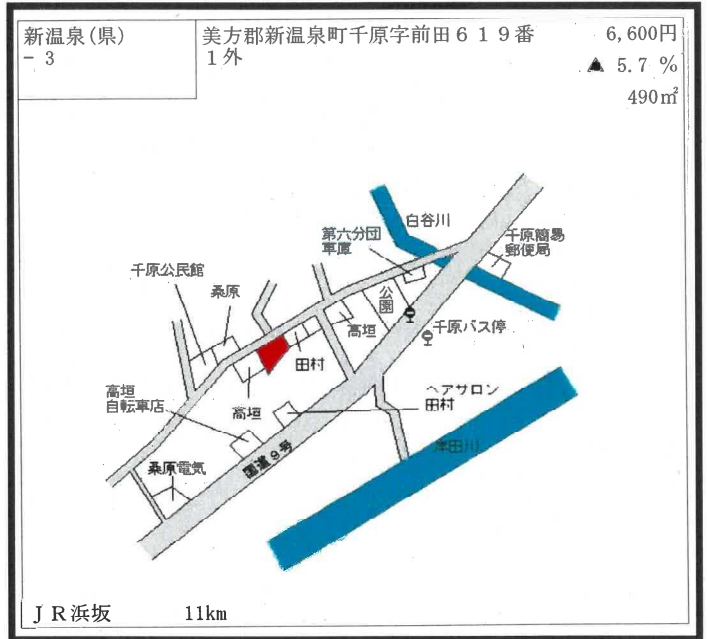 新温泉(県)
－3
美方郡新温泉町千原字前田６１９番
１外
6,600円
▲ 5.7 %
490㎡
白谷川
第六分団
車庫
千原簡易
郵便局
千原公民館
桑原
公園
高垣
千原バス停
田村
高垣
自転車店
高垣
ヘアサロン
田村
津田川
桑原電気
国道９号
ＪＲ浜坂 11km